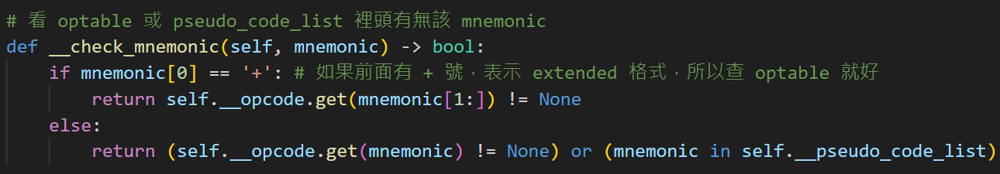 # 看 optable 或 pseudo_code_list 裡頭有無該 mnemonic
def __check_mnemonic(self, mnemonic) -> bool:
    if mnemonic[0] == '+': # 如果前面有 + 號，表示 extended 格式，所以查 optable 就好
        return self.__opcode.get(mnemonic[1:]) != None
    else:
        return (self.__opcode.get(mnemonic) != None) or (mnemonic in self.__pseudo_code_list)